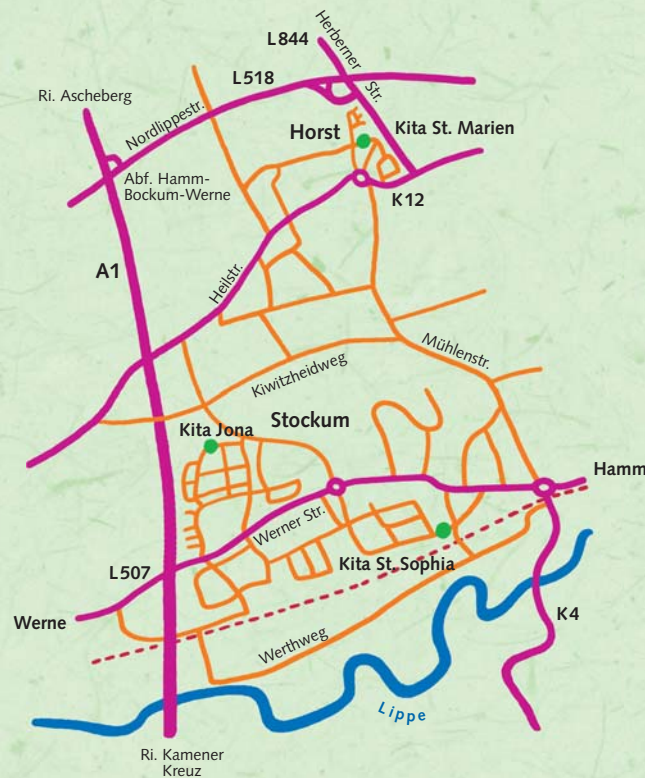 L844
Herberner
Str.
L518
Ri. Ascheberg
Nordlippestr.
Horst
Kita St. Marien
Abf. Hamm-
Bockum-Werne
K12
A1
Heilstr.
Mühlenstr.
Kiwitzheidweg
Stockum
Kita Jona
Hamm
Werner Str.
Kita St. Sophia
L507
Werne
K4
Werthweg
Lippe
Ri. Kamener
Kreuz